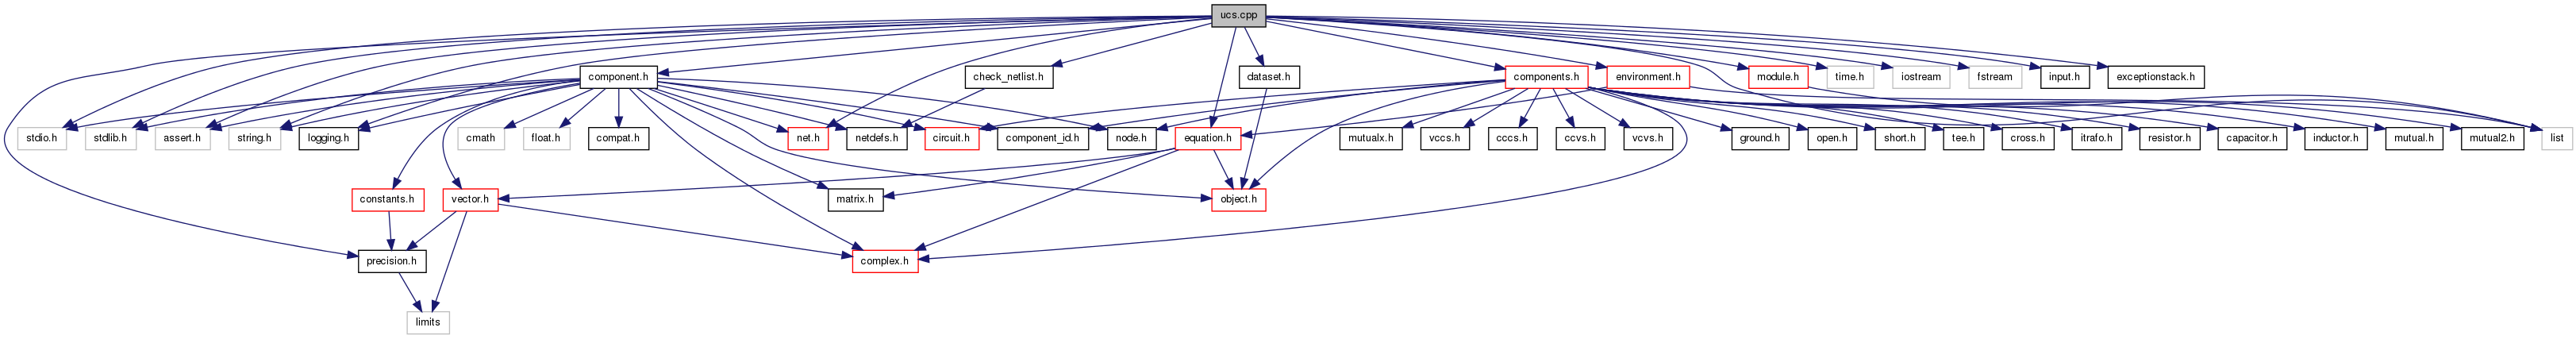 ucs.cpp
component.h
check_netlist.h
dataset.h
components.h
environment.h
module.h
time.h
iostream
fstream
input.h
exceptionstack.h
stdio.h
stdlib.h
assert.h
string.h
logging.h
cmath
float.h
compat.h
net.h
netdefs.h
circuit.h
component_id.h
node.h
equation.h
mutualx.h
vccs.h
cccs.h
ccvs.h
vcvs.h
ground.h
open.h
short.h
tee.h
cross.h
itrafo.h
resistor.h
capacitor.h
inductor.h
mutual.h
mutual2.h
list
constants.h
vector.h
matrix.h
object.h
precision.h
complex.h
limits